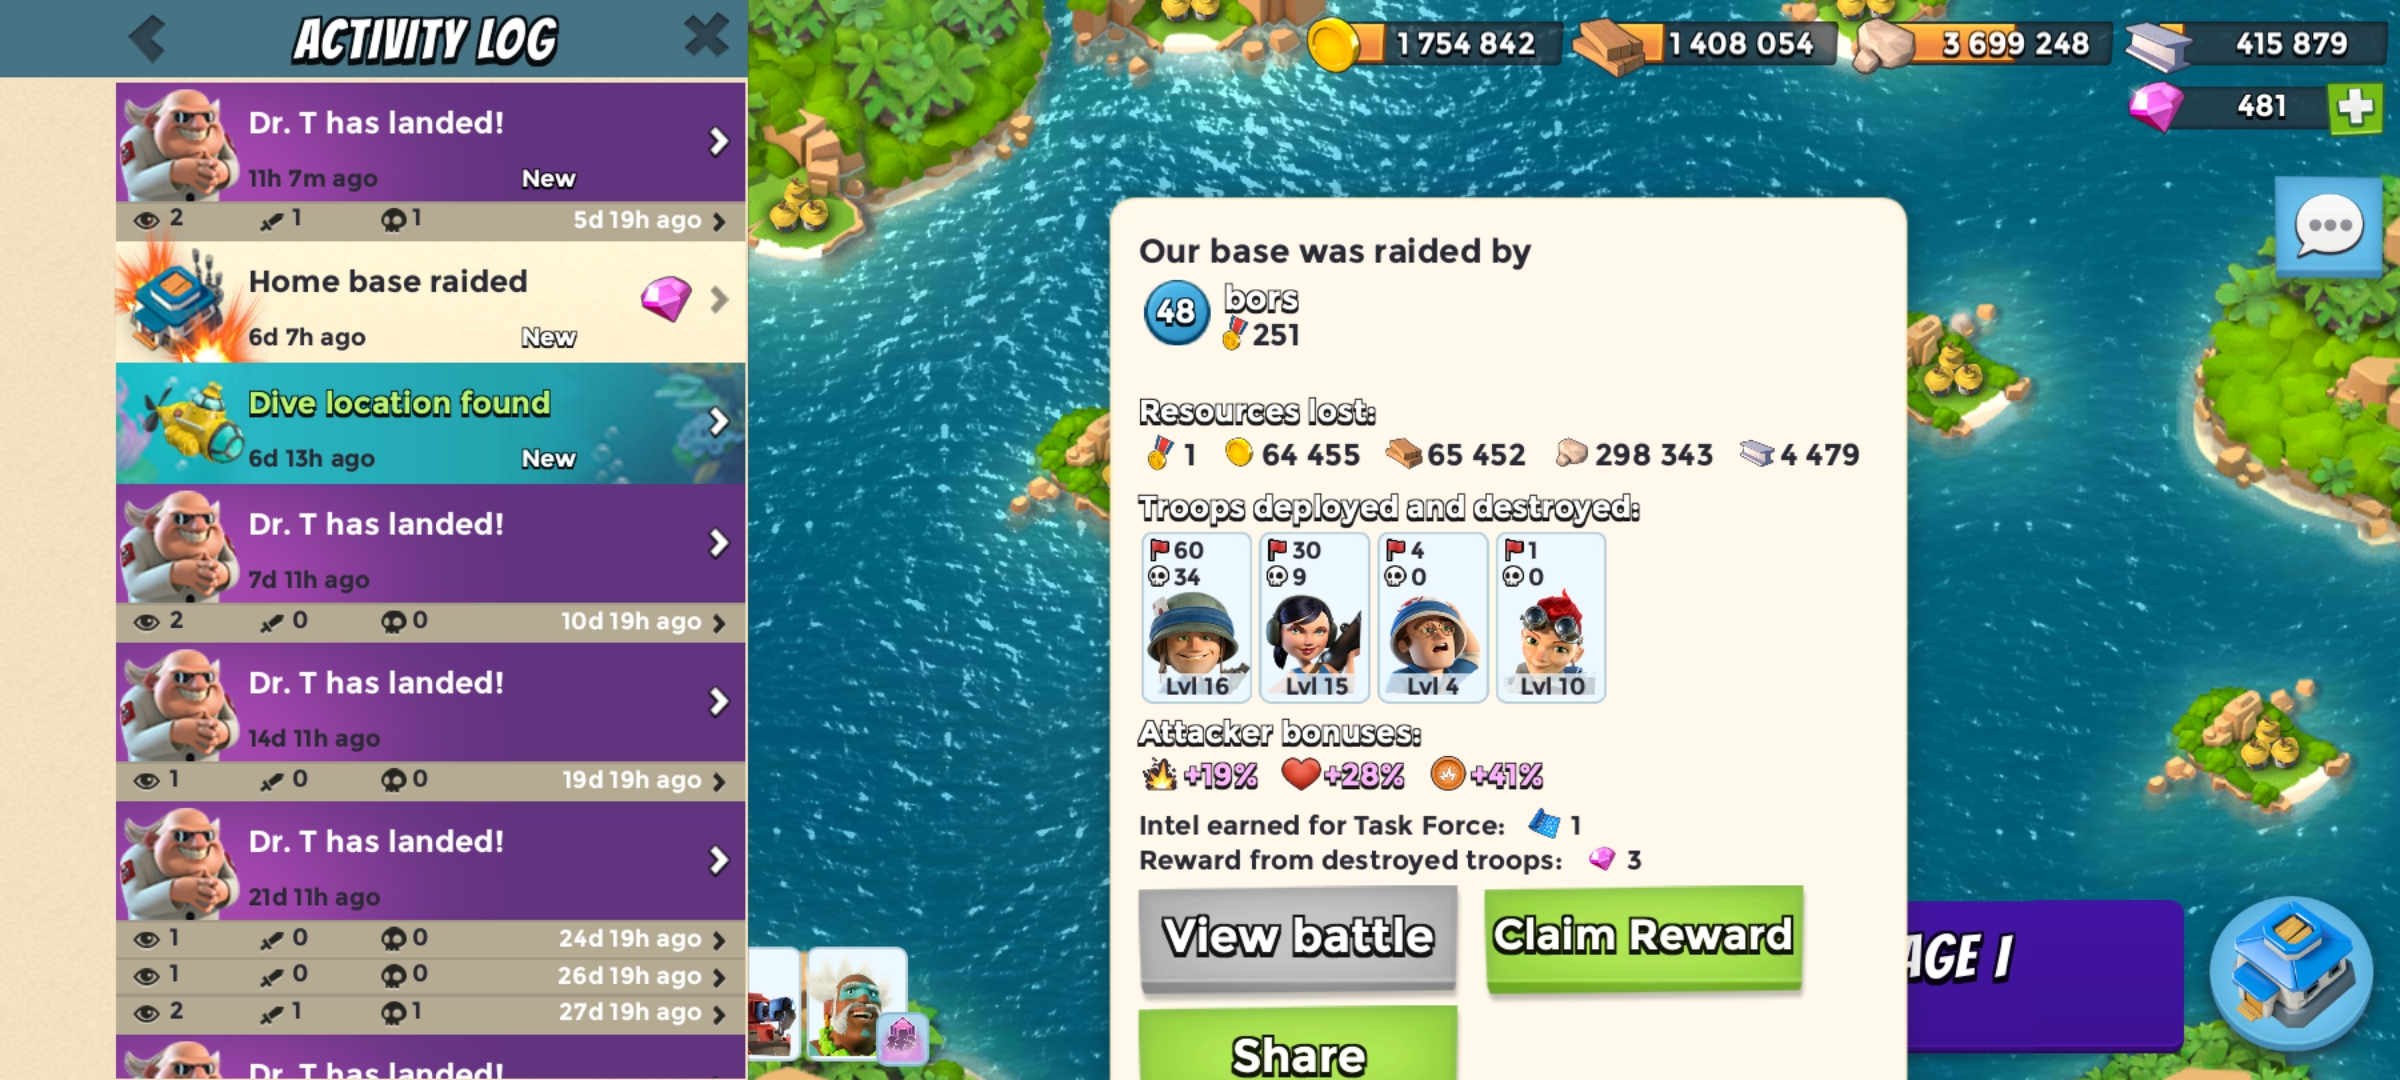 ACTIVITY LOG
Dr. T has landed!
11h 7m ago New
2 1 1 5d 19h ago
Home base raided
6d 7h ago New
Dive location found
6d 13h ago New
Dr. T has landed!
7d 11h ago
2 0 0 10d 19h ago
Dr. T has landed!
14d 11h ago
1 0 0 19d 19h ago
Dr. T has landed!
21d 11h ago
1 0 0 24d 19h ago
1 0 0 26d 19h ago
2 1 1 27d 19h ago
Dr. T has landed!
1 754 842 1 408 054 3 699 248 415 879
481
Our base was raided by
48 bors
251
Resources lost:
1 64 455 65 452 298 343 4 479
Troops deployed and destroyed:
60 30 4 1
34 9 0 0
Lvl 16 Lvl 15 Lvl 4 Lvl 10
Attacker bonuses:
+19% +28% +41%
Intel earned for Task Force: 1
Reward from destroyed troops: 3
View battle Claim Reward
Share
AGE I